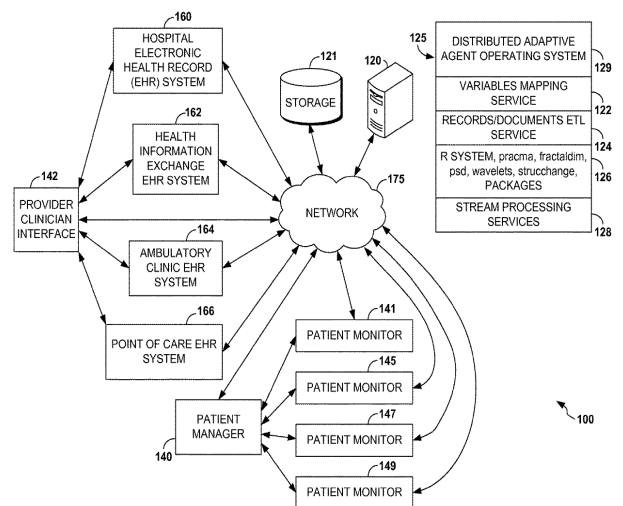 160
HOSPITAL
ELECTRONIC
HEALTH RECORD
(EHR) SYSTEM
162
HEALTH
INFORMATION
EXCHANGE
EHR SYSTEM
142
PROVIDER
CLINICIAN
INTERFACE
164
AMBULATORY
CLINIC EHR
SYSTEM
166
POINT OF CARE EHR
SYSTEM
121
STORAGE
120
175
NETWORK
125
DISTRIBUTED ADAPTIVE
AGENT OPERATING SYSTEM
129
VARIABLES MAPPING
SERVICE
122
RECORDS/DOCUMENTS ETL
SERVICE
124
R SYSTEM, pracma, fractaldim,
psd, wavelets, strucchange,
PACKAGES
126
STREAM PROCESSING
SERVICES
128
141
PATIENT MONITOR
145
PATIENT MONITOR
147
PATIENT MONITOR
149
PATIENT MONITOR
PATIENT
MANAGER
140
100